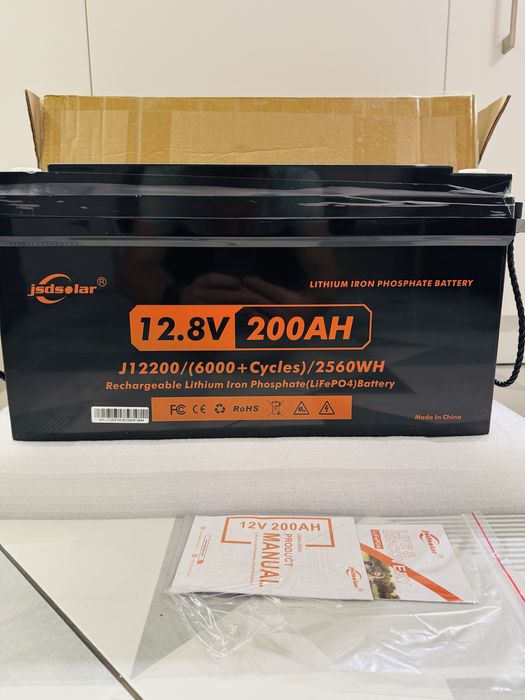 jsdsolar®
LITHIUM IRON PHOSPHATE BATTERY
12.8V 200AH
J12200/(6000+Cycles)/2560WH
Rechargeable Lithium Iron Phosphate(LiFePO4)Battery
FC CE RoHS
Made In China
12V 200AH
PRODUCT
MANUAL
jsdsolar